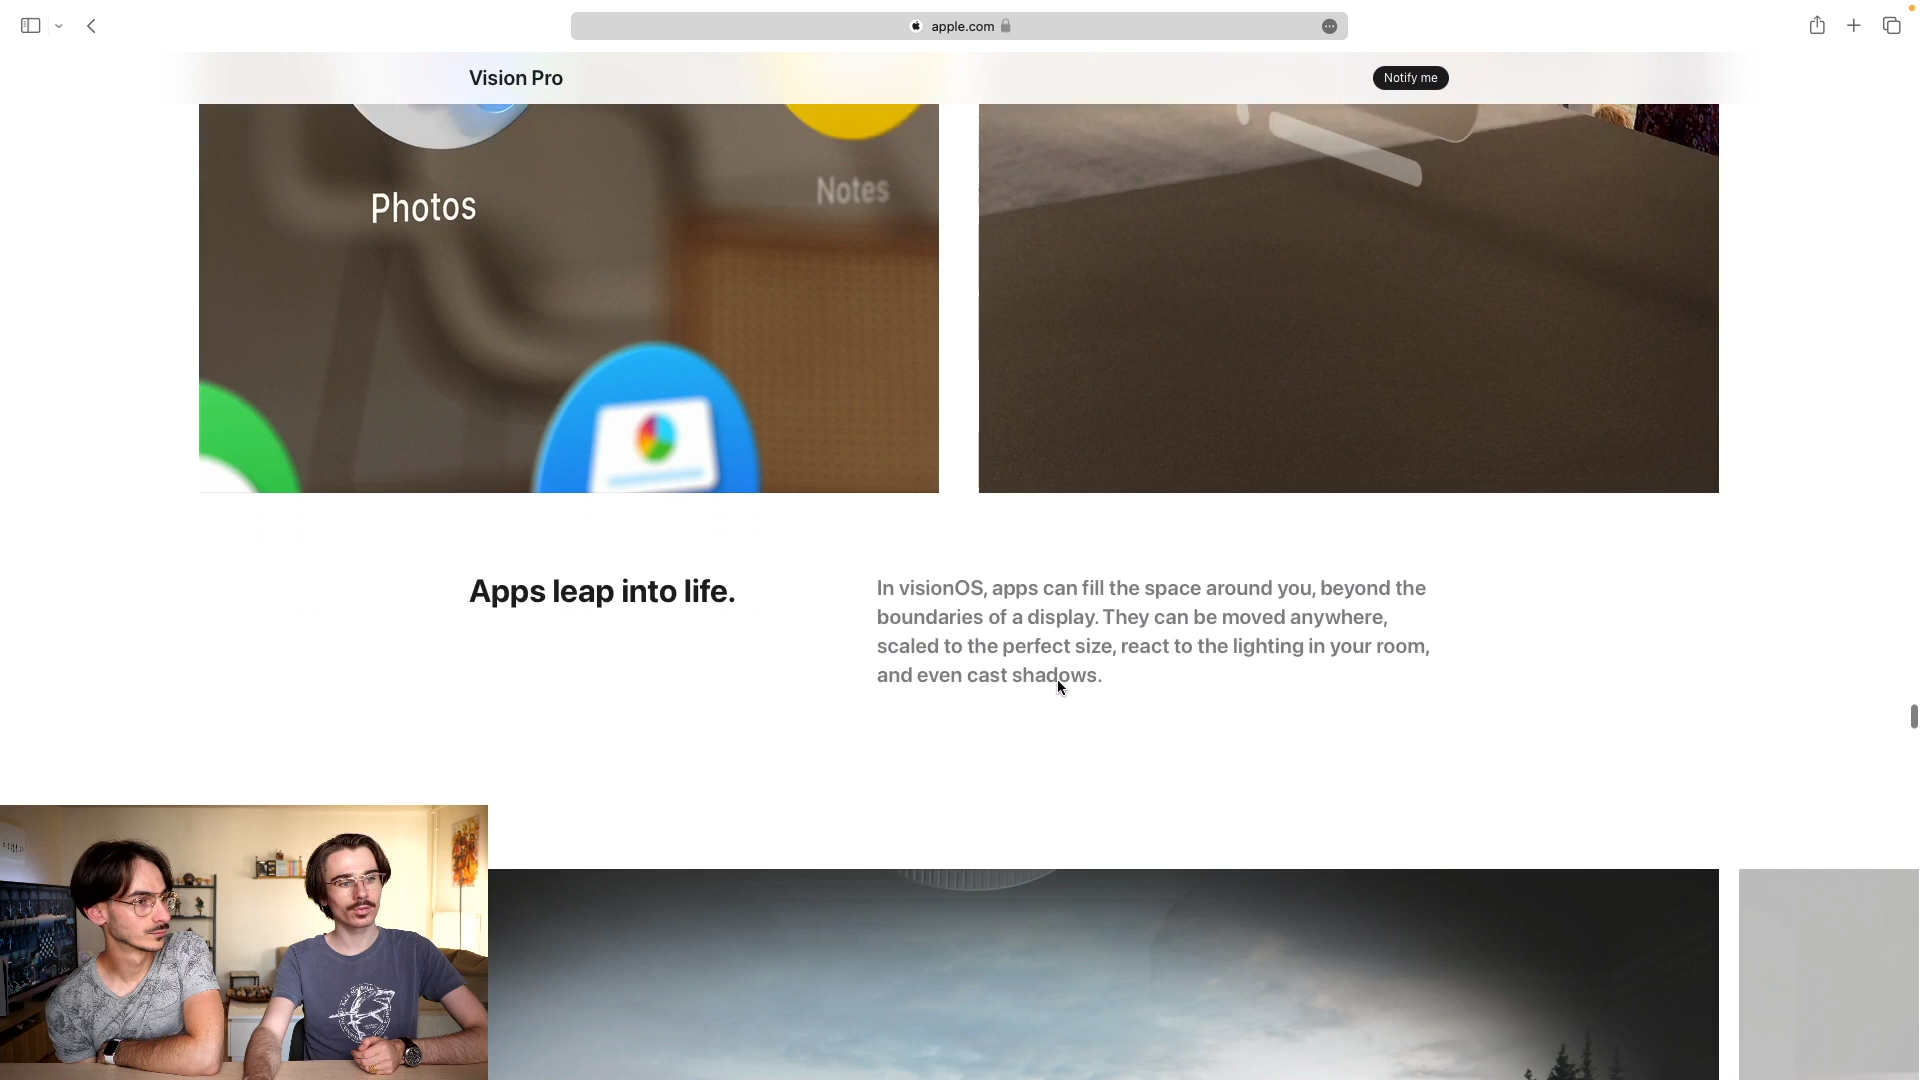 apple.com
Vision Pro
Notify me
Photos
Notes
Apps leap into life.
In visionOS, apps can fill the space around you, beyond the
boundaries of a display. They can be moved anywhere,
scaled to the perfect size, react to the lighting in your room,
and even cast shadows.